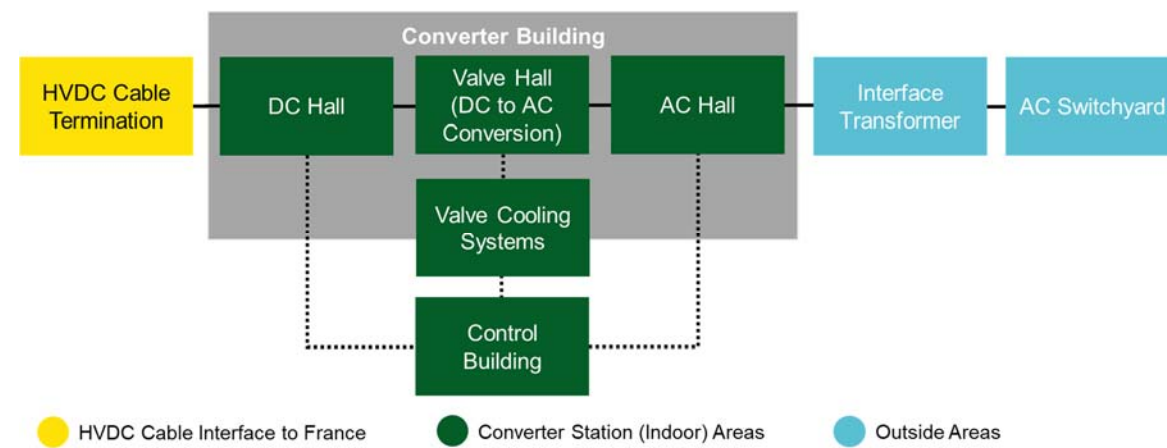 Converter Building
HVDC Cable
Termination
DC Hall
Valve Hall
(DC to AC
Conversion)
AC Hall
Interface
Transformer
AC Switchyard
Valve Cooling
Systems
Control
Building
HVDC Cable Interface to France
Converter Station (Indoor) Areas
Outside Areas